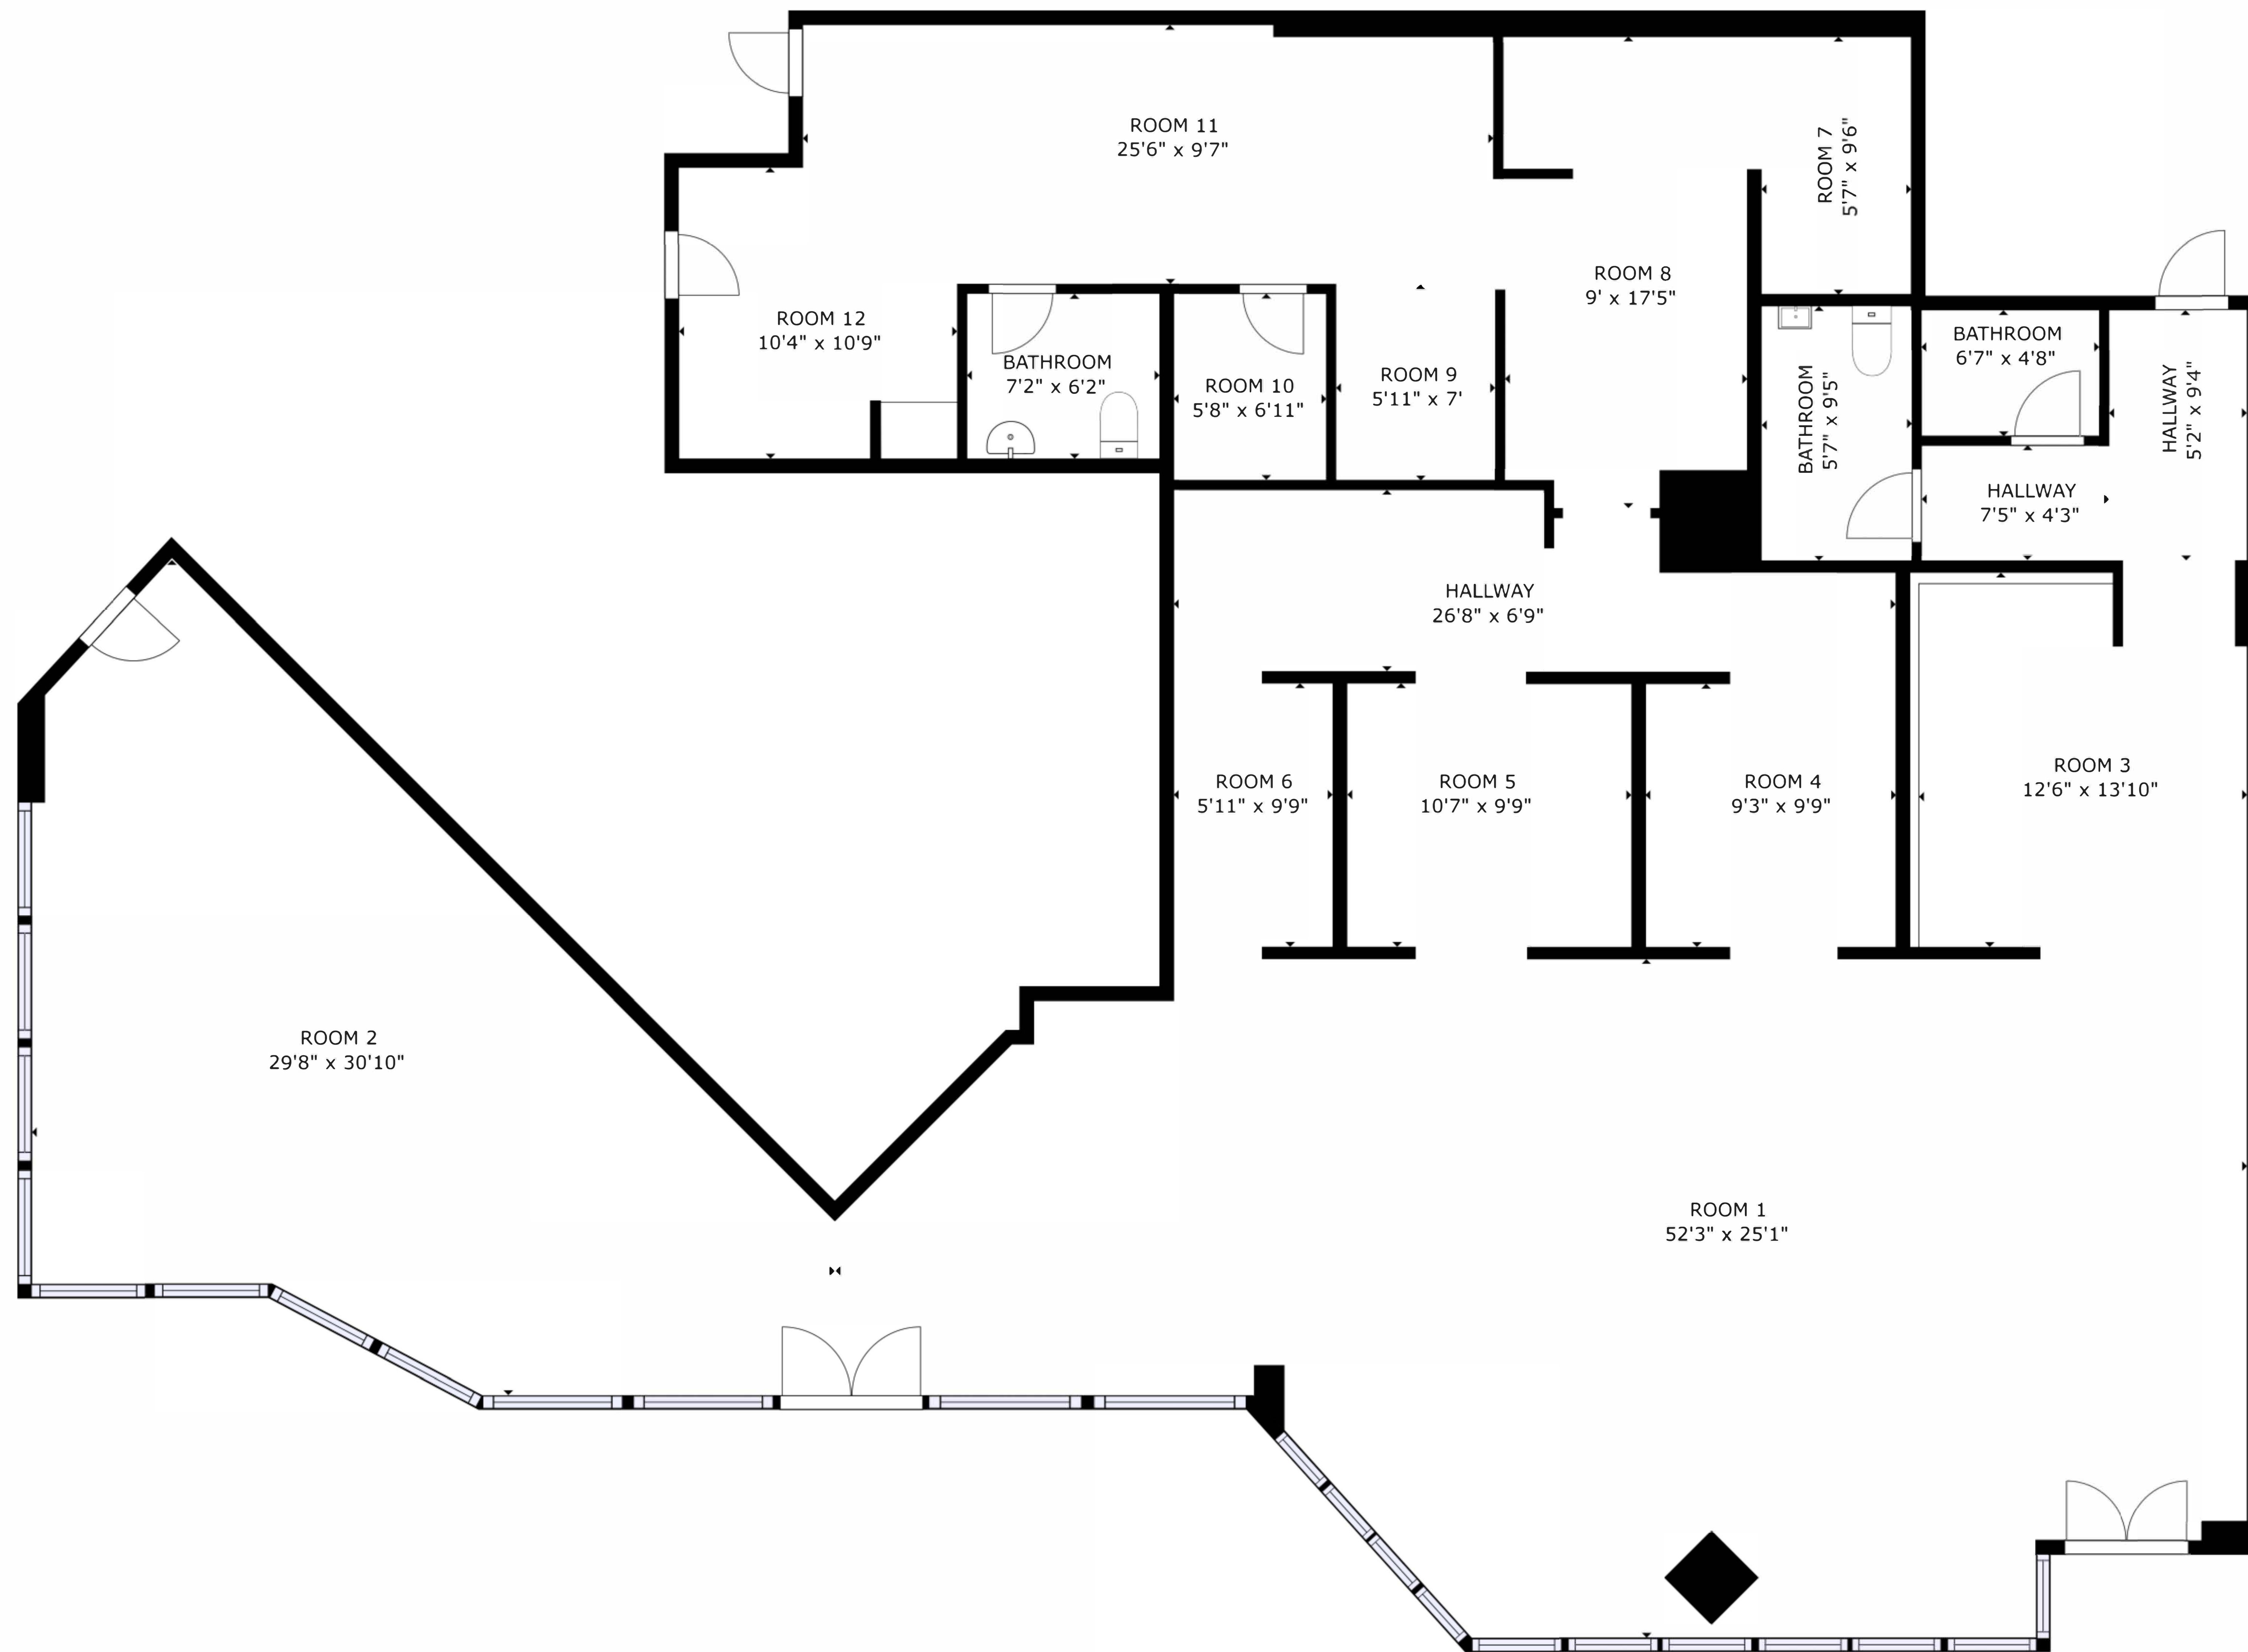 ROOM 11
25'6" x 9'7"
ROOM 7
5'7" x 9'6"
ROOM 8
9' x 17'5"
ROOM 12
10'4" x 10'9"
BATHROOM
7'2" x 6'2"
ROOM 10
5'8" x 6'11"
ROOM 9
5'11" x 7'
BATHROOM
5'7" x 9'5"
BATHROOM
6'7" x 4'8"
HALLWAY
5'2" x 9'4"
HALLWAY
7'5" x 4'3"
HALLWAY
26'8" x 6'9"
ROOM 6
5'11" x 9'9"
ROOM 5
10'7" x 9'9"
ROOM 4
9'3" x 9'9"
ROOM 3
12'6" x 13'10"
ROOM 2
29'8" x 30'10"
ROOM 1
52'3" x 25'1"